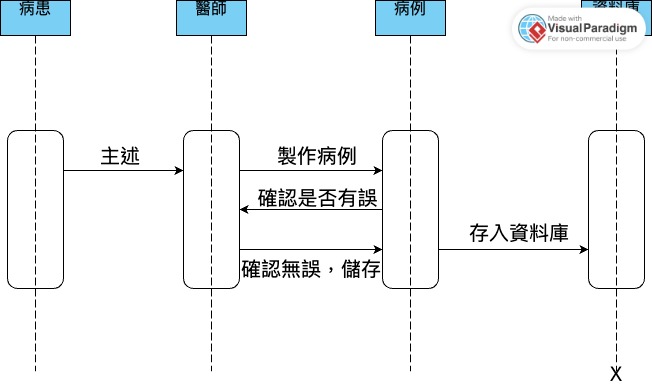 病患
醫師
病例
資料庫
Made with
VisualParadigm
For non-commercial use
主述
製作病例
確認是否有誤
存入資料庫
確認無誤，儲存
X